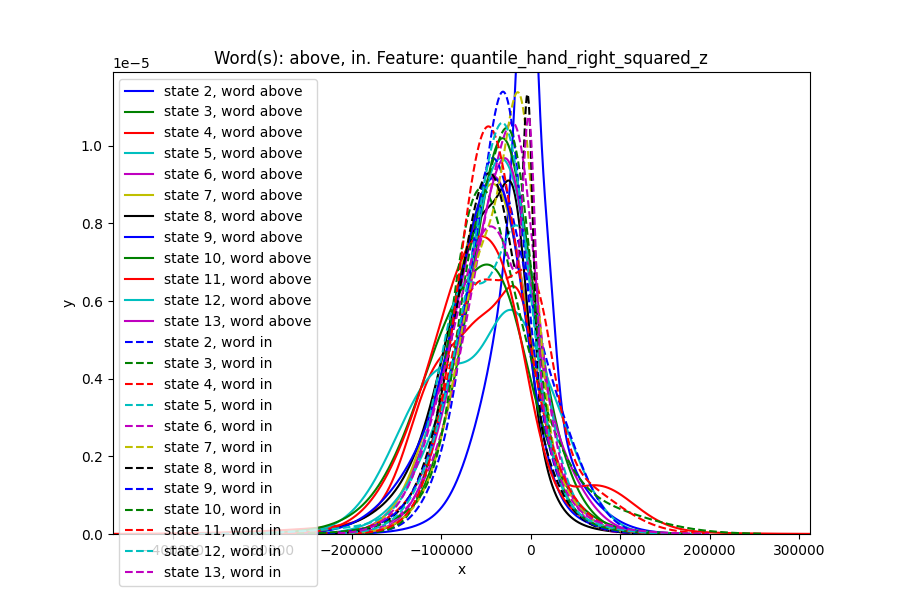 Word(s): above, in. Feature: quantile_hand_right_squared_z
1e−5
state 2, word above
state 3, word above
state 4, word above
state 5, word above
state 6, word above
state 7, word above
state 8, word above
state 9, word above
state 10, word above
state 11, word above
state 12, word above
state 13, word above
state 2, word in
state 3, word in
state 4, word in
state 5, word in
state 6, word in
state 7, word in
state 8, word in
state 9, word in
state 10, word in
state 11, word in
state 12, word in
state 13, word in
1.0
0.8
0.6
0.4
0.2
0.0
y
−200000 −100000 0 100000 200000 300000
x